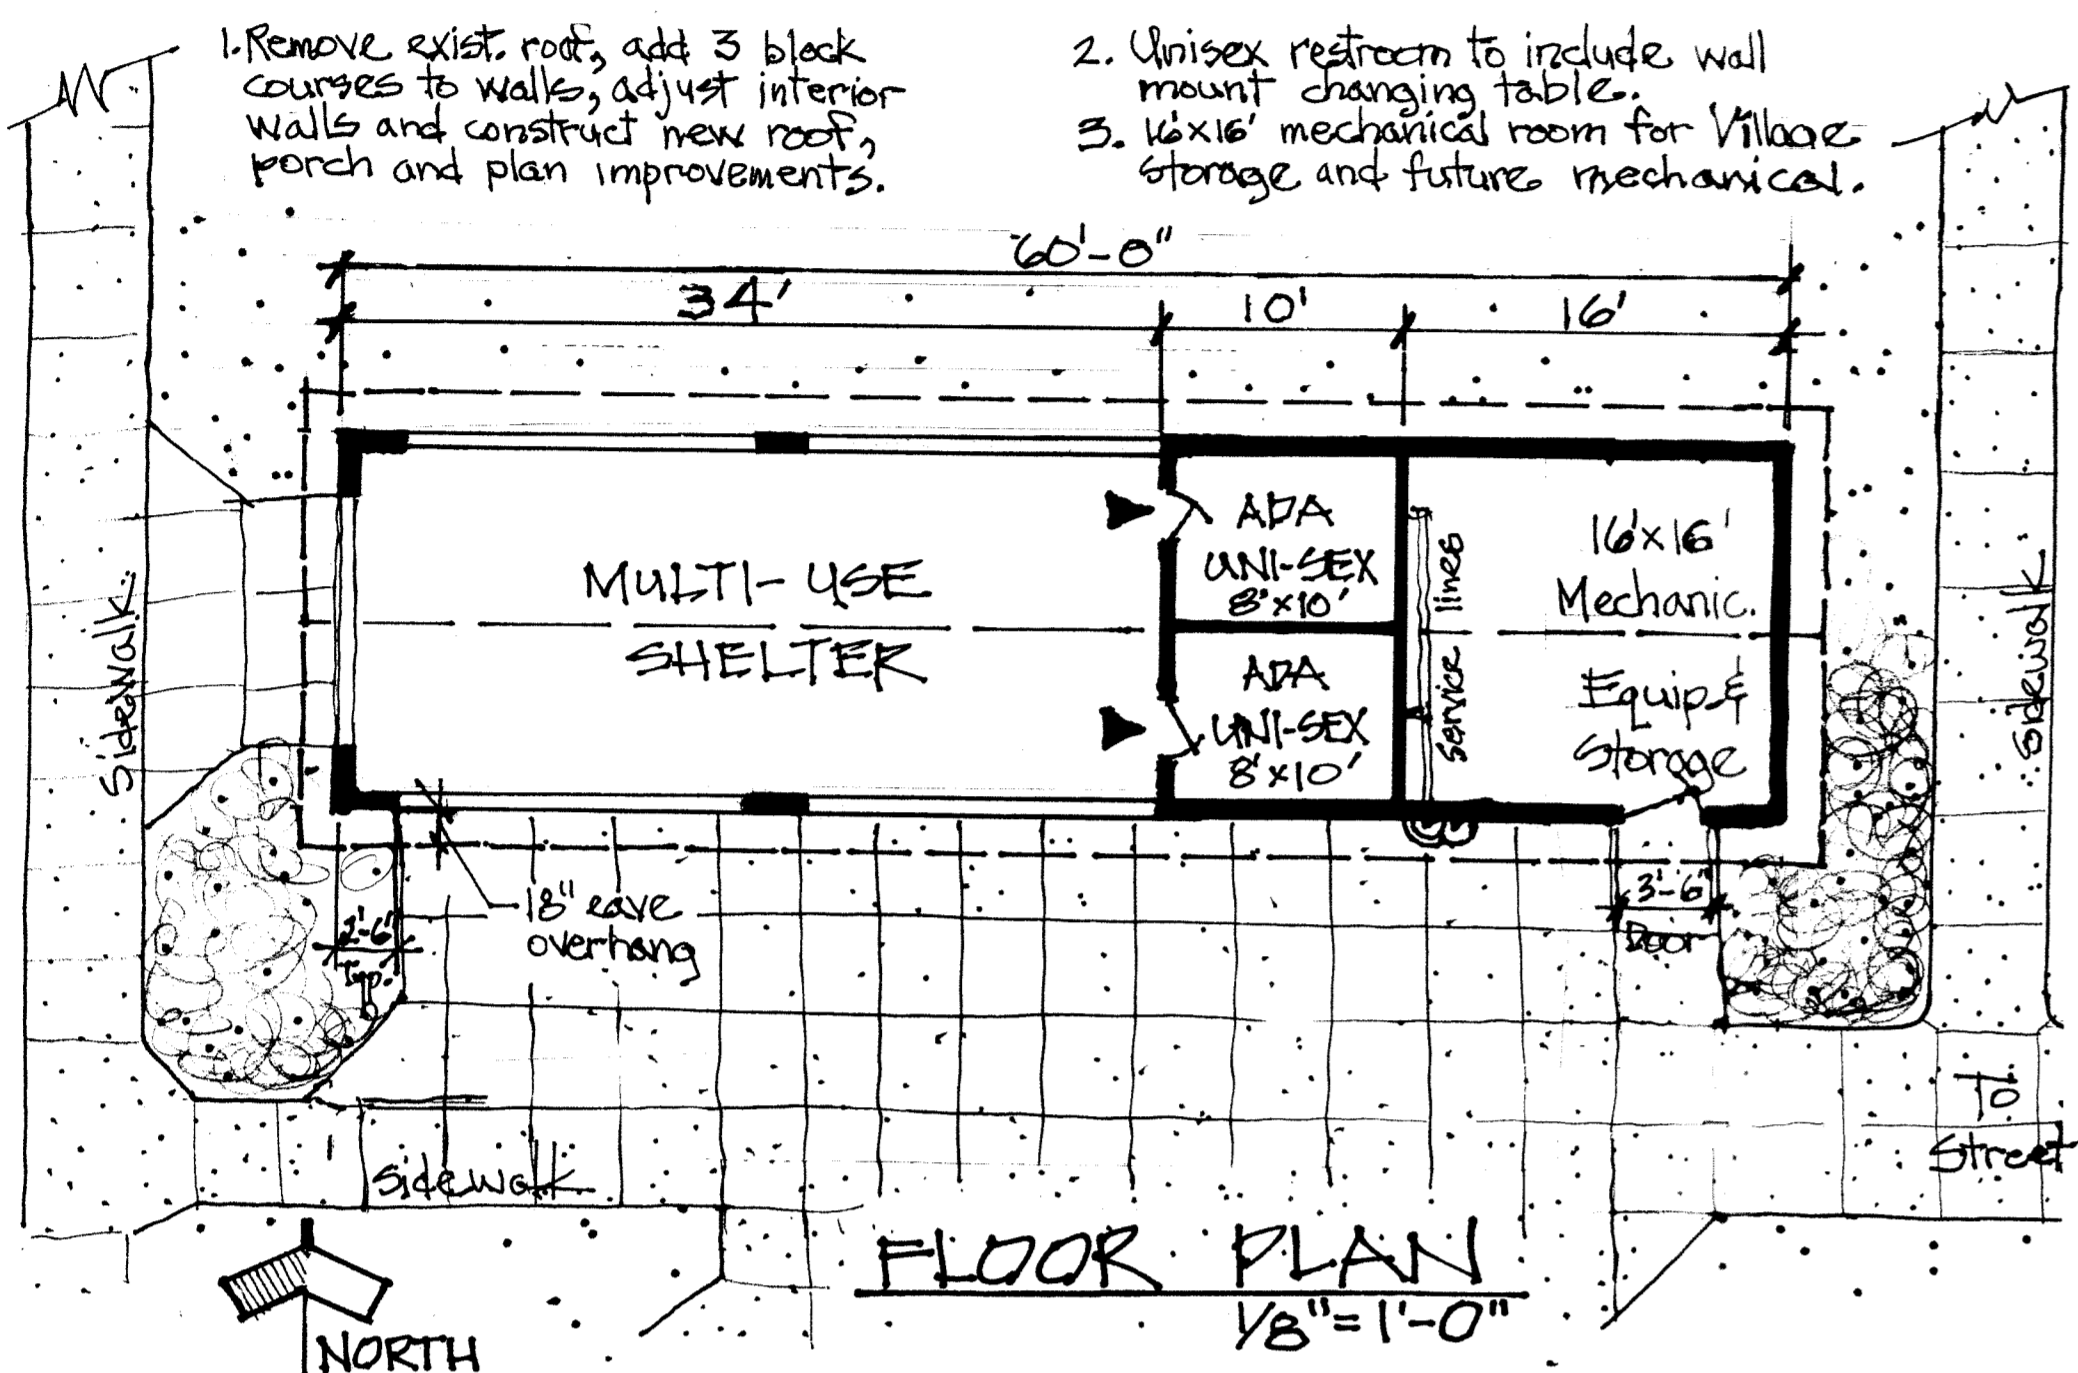 1. Remove exist. roof, add 3 block
courses to walls, adjust interior
walls and construct new roof,
porch and plan improvements.
2. Unisex restroom to include wall
mount changing table.
3. 16'x16' mechanical room for Village
storage and future mechanical.
60'-0"
34'
10'
16'
MULTI-USE
SHELTER
ADA
UNI-SEX
8'x10'
ADA
UNI-SEX
8'x10'
Service lines
16'x16'
Mechanic.
Equip &
Storage
Sidewalk
Sidewalk
18" eave
overhang
2'-6"
Typ.
3'-6"
Door
To
Street
Sidewalk
FLOOR PLAN
1/8"=1'-0"
NORTH